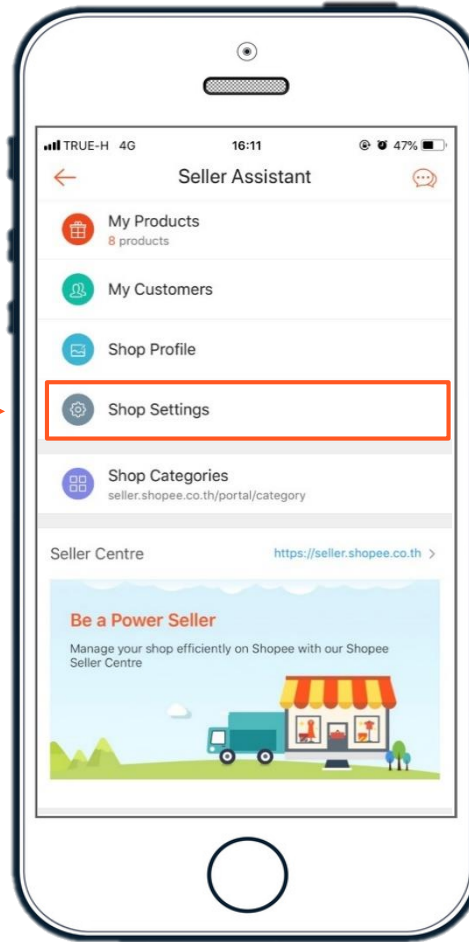 TRUE-H 4G 16:11 47%
Seller Assistant
My Products
8 products
My Customers
Shop Profile
Shop Settings
Shop Categories
seller.shopee.co.th/portal/category
Seller Centre https://seller.shopee.co.th >
Be a Power Seller
Manage your shop efficiently on Shopee with our Shopee
Seller Centre